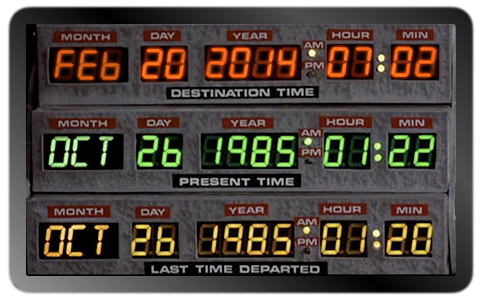 MONTH DAY YEAR AM HOUR MIN
FEb 20 2014 PM 07:02
DESTINATION TIME
MONTH DAY YEAR AM HOUR MIN
OCT 26 1985 PM 01:22
PRESENT TIME
MONTH DAY YEAR AM HOUR MIN
OCT 26 1985 PM 01:20
LAST TIME DEPARTED